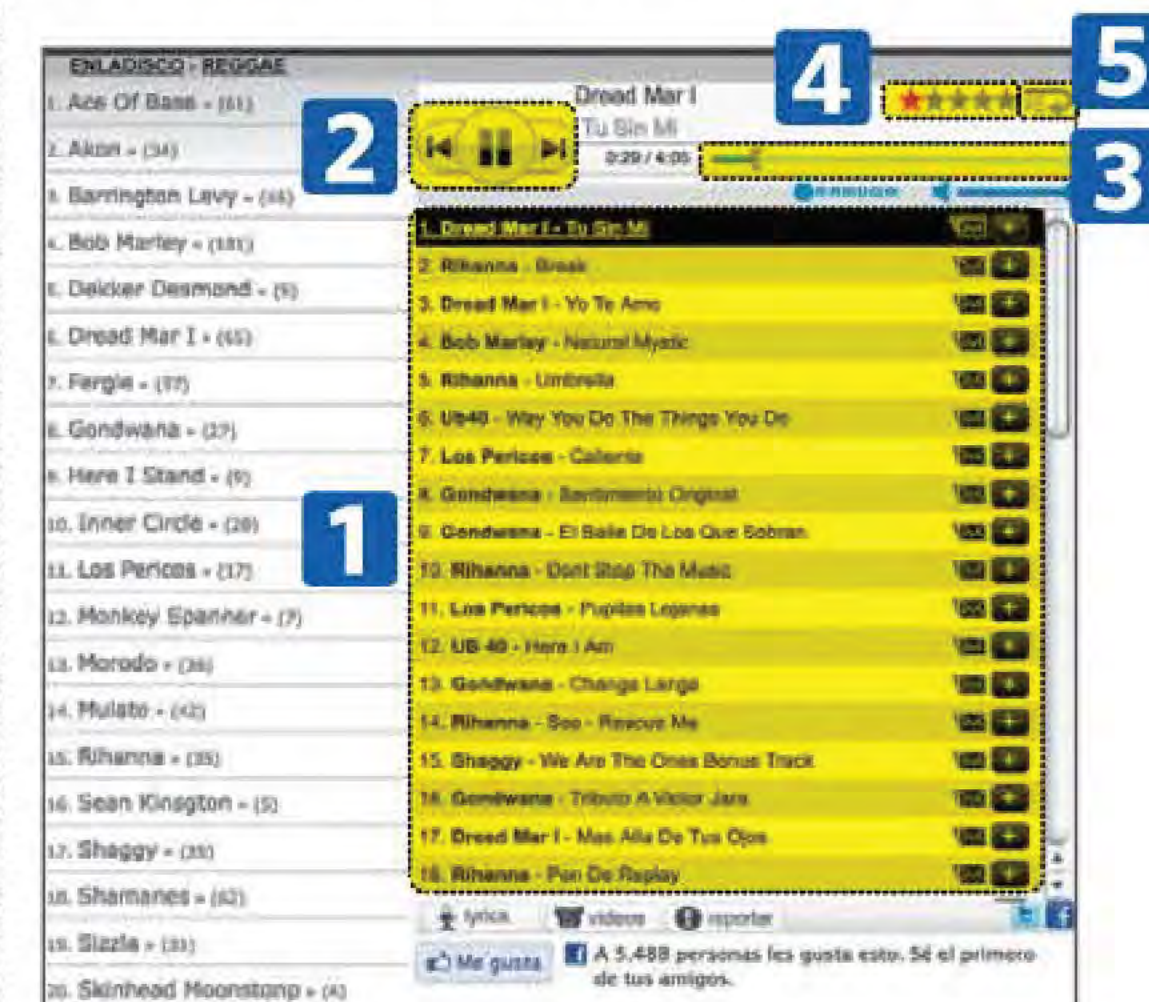 ENLADISCO - REGGAE
1. Ace Of Base - (61)
2. Akon - (34)
3. Barrington Levy -
4. Bob Marley - (181)
5. Dekker Desmond - (5)
6. Dread Mar I - (65)
7. Fergie - (37)
8. Gondwana - (27)
9. Here I Stand - (9)
10. Inner Circle - (28)
11. Los Pericos - (17)
12. Monkey Spanner - (7)
13. Morodo - (36)
14. Mulato - (42)
15. Rihanna - (35)
16. Sean Kinsgton - (5)
17. Shaggy - (35)
18. Shamanes - (62)
19. Sizzla - (31)
20. Skinhead Moonstomp - (4)
2
4
5
3
1
Dread Mar I
Tu Sin Mi
0:29 / 4:05
1. Dread Mar I - Tu Sin Mi
2. Rihanna - Break
3. Dread Mar I - Yo Te Amo
4. Bob Marley - Natural Mystic
5. Rihanna - Umbrella
6. Ub40 - Way You Do The Things You Do
7. Los Pericos - Caliente
8. Gondwana - Sentimiento Original
9. Gondwana - El Baile De Los Que Sobran
10. Rihanna - Dont Stop The Music
11. Los Pericos - Pupilas Lejanas
12. UB 40 - Here I Am
13. Gondwana - Changa Langa
14. Rihanna - Sos - Rescue Me
15. Shaggy - We Are The Ones Bonus Track
16. Gondwana - Tributo A Victor Jara
17. Dread Mar I - Mas Alla De Tus Ojos
18. Rihanna - Pon De Replay
lyrics
videos
reportar
Me gusta
A 5.488 personas les gusta esto. Sé el primero
de tus amigos.